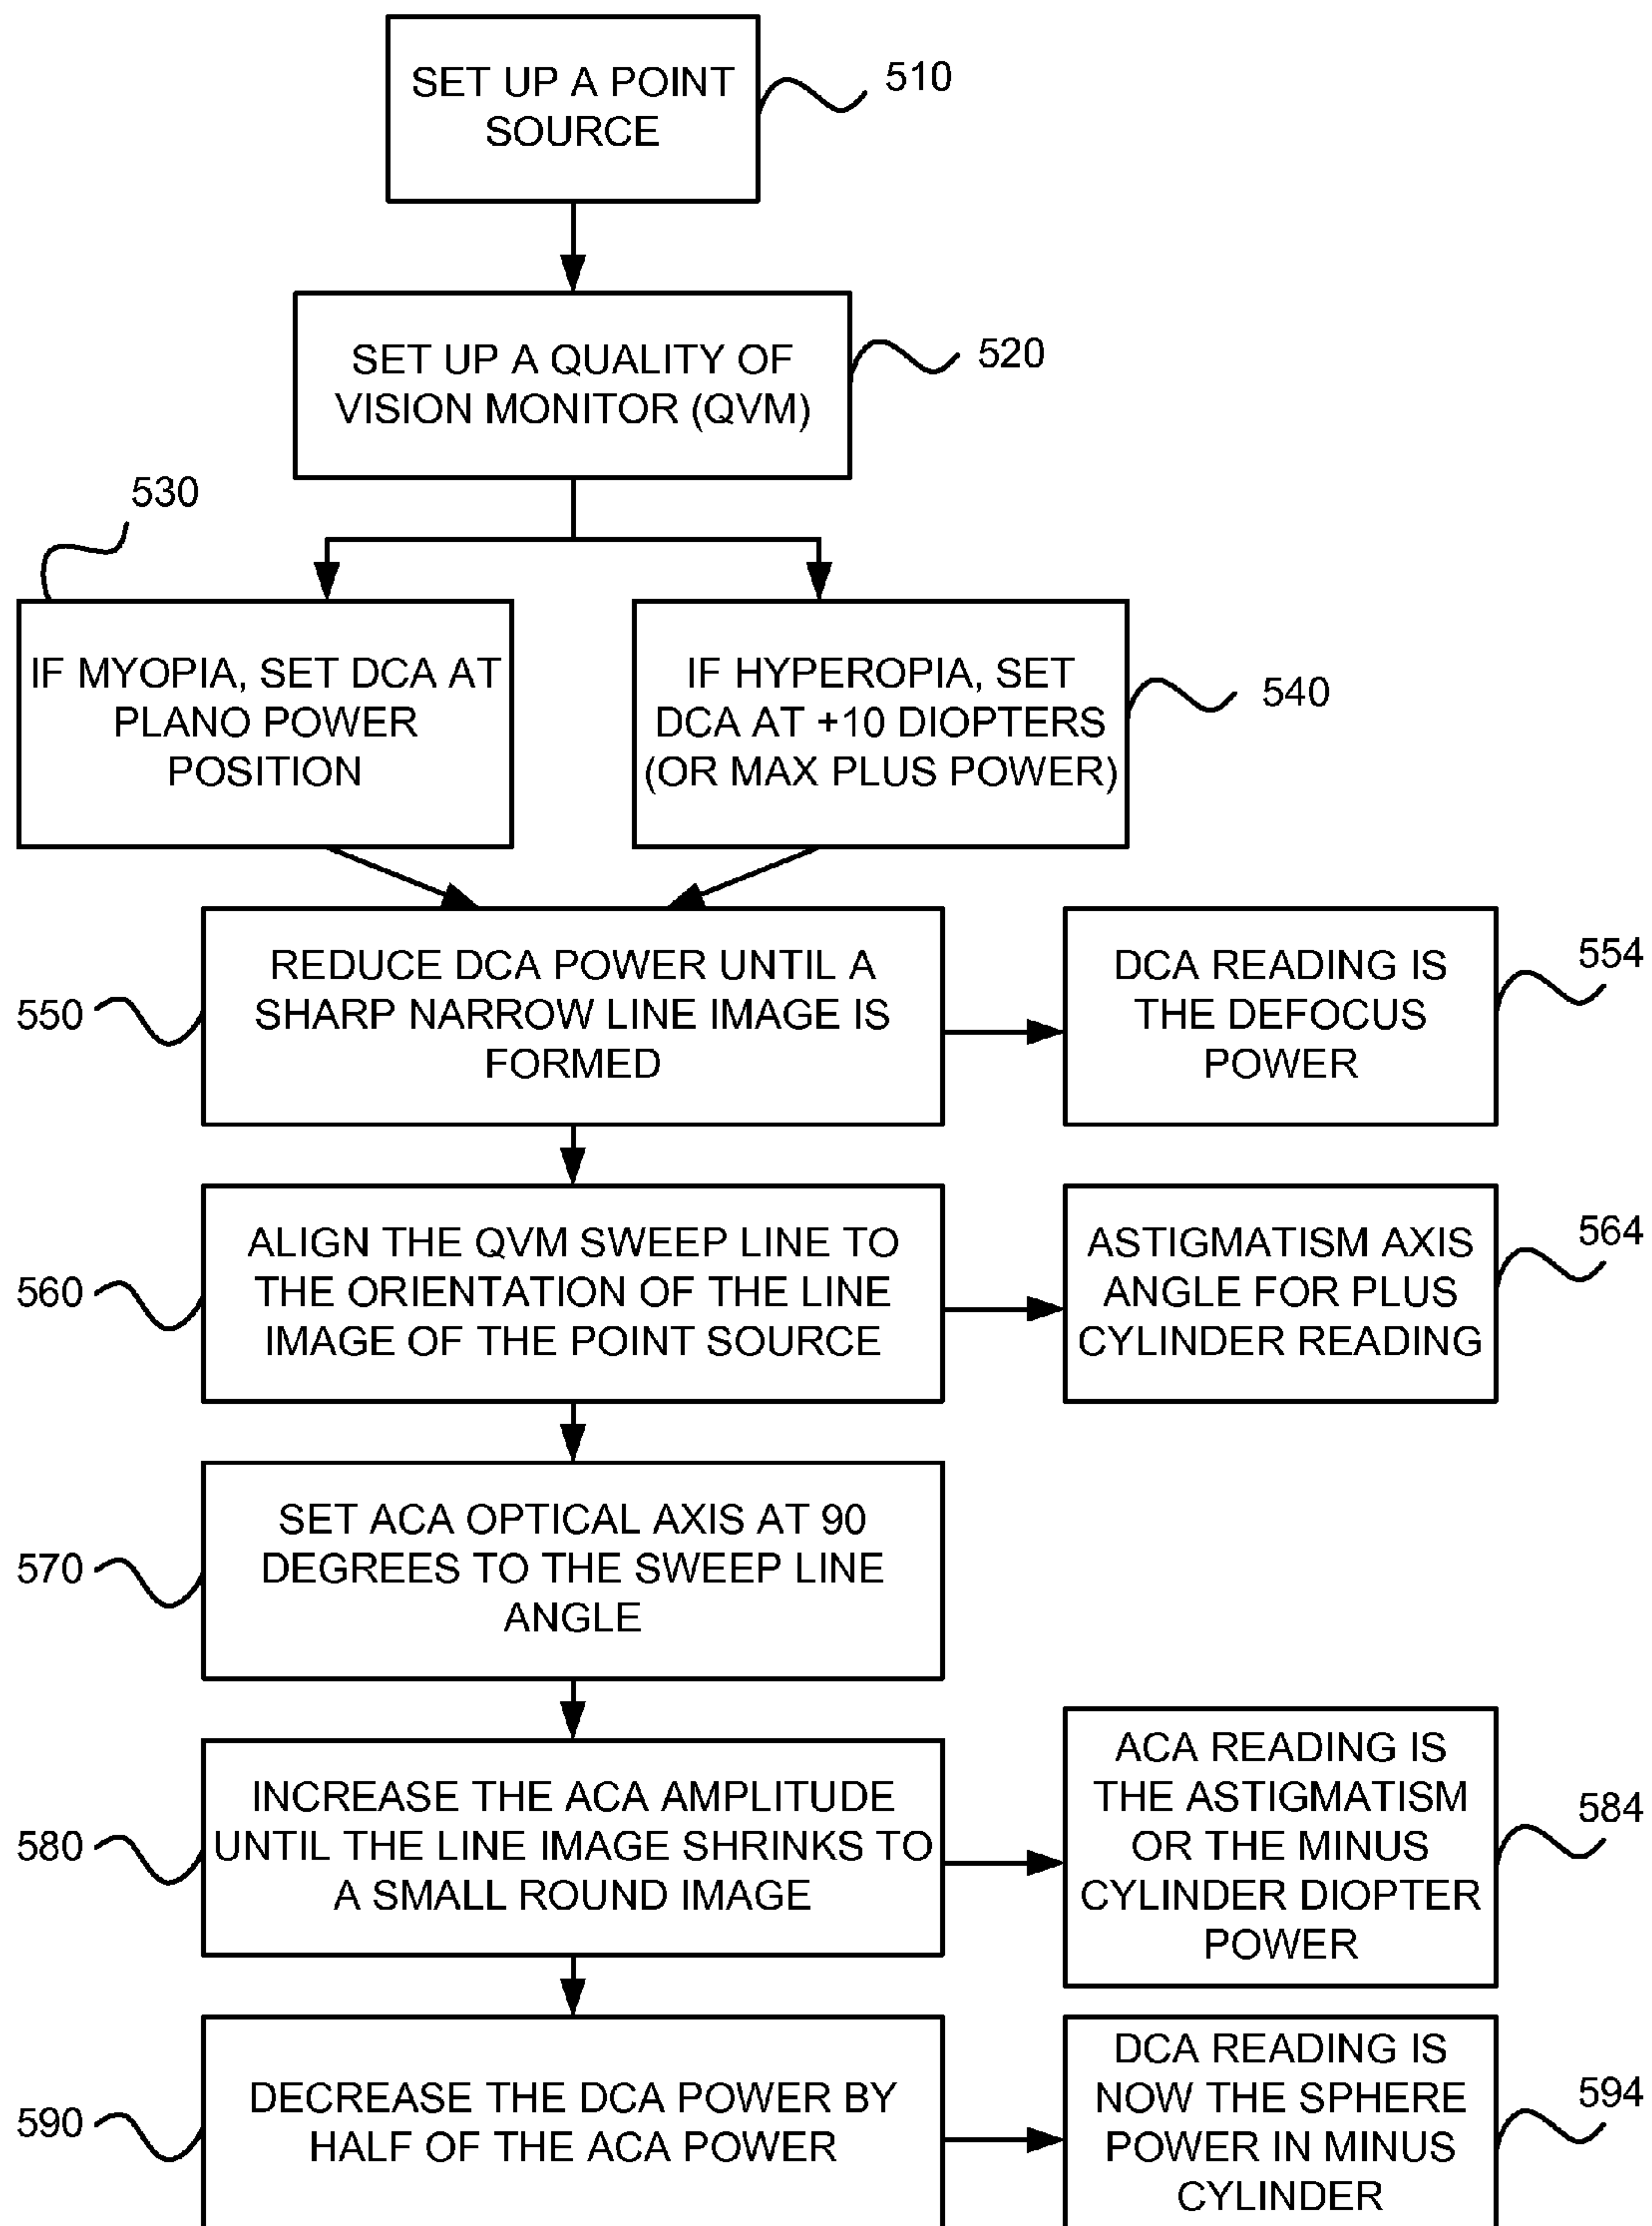 SET UP A POINT
SOURCE
510
SET UP A QUALITY OF
VISION MONITOR (QVM)
520
530
IF MYOPIA, SET DCA AT
PLANO POWER
POSITION
IF HYPEROPIA, SET
DCA AT +10 DIOPTERS
(OR MAX PLUS POWER)
540
550
REDUCE DCA POWER UNTIL A
SHARP NARROW LINE IMAGE IS
FORMED
DCA READING IS
THE DEFOCUS
POWER
554
560
ALIGN THE QVM SWEEP LINE TO
THE ORIENTATION OF THE LINE
IMAGE OF THE POINT SOURCE
ASTIGMATISM AXIS
ANGLE FOR PLUS
CYLINDER READING
564
570
SET ACA OPTICAL AXIS AT 90
DEGREES TO THE SWEEP LINE
ANGLE
580
INCREASE THE ACA AMPLITUDE
UNTIL THE LINE IMAGE SHRINKS TO
A SMALL ROUND IMAGE
ACA READING IS
THE ASTIGMATISM
OR THE MINUS
CYLINDER DIOPTER
POWER
584
590
DECREASE THE DCA POWER BY
HALF OF THE ACA POWER
DCA READING IS
NOW THE SPHERE
POWER IN MINUS
CYLINDER
594